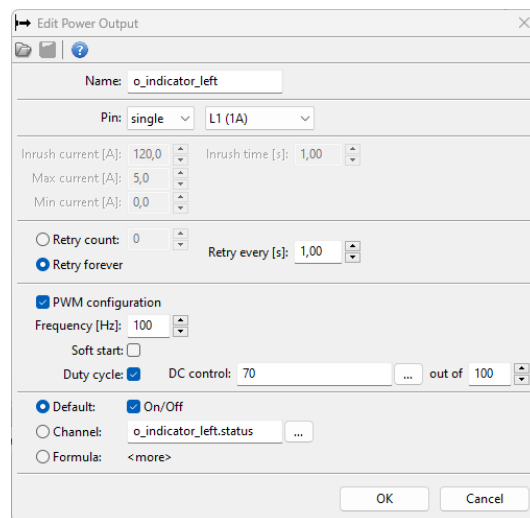 Edit Power Output
Name: o_indicator_left
Pin: single L1 (1A)
Inrush current [A]: 120,0 Inrush time [s]: 1,00
Max current [A]: 5,0
Min current [A]: 0,0
Retry count: 0
Retry every [s]: 1,00
Retry forever
PWM configuration
Frequency [Hz]: 100
Soft start:
Duty cycle: DC control: 70 ... out of 100
Default: On/Off
Channel: o_indicator_left.status ...
Formula: <more>
OK Cancel